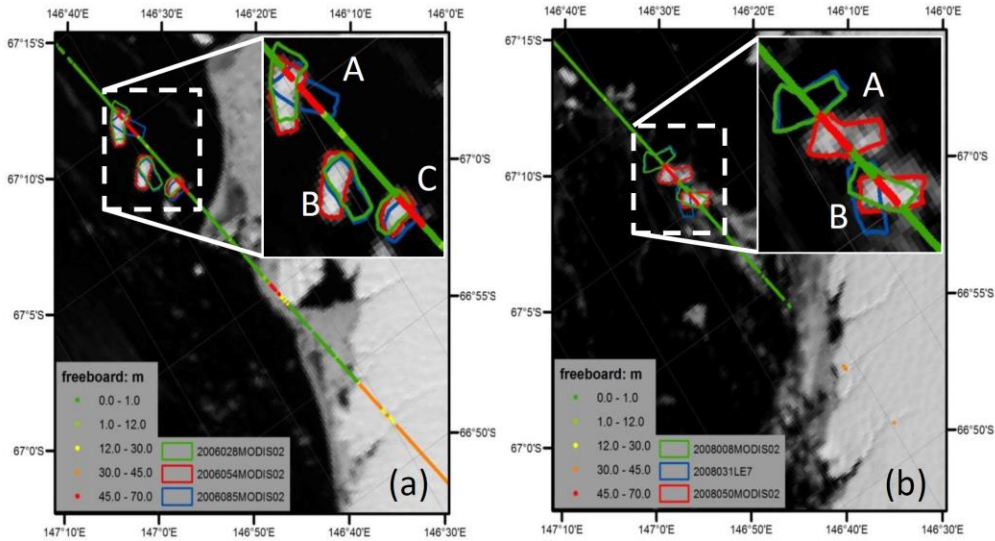 146°40'E 146°30'E 146°20'E 146°10'E 146°0'E
67°15'S
67°10'S
67°5'S
67°0'S
67°0'S
66°55'S
66°50'S
A
B
C
freeboard: m
0.0 - 1.0
1.0 - 12.0
12.0 - 30.0
30.0 - 45.0
45.0 - 70.0
2006028MODIS02
2006054MODIS02
2006085MODIS02
(a)
147°10'E 147°0'E 146°50'E 146°40'E 146°30'E
146°40'E 146°30'E 146°20'E 146°10'E 146°0'E
67°15'S
67°10'S
67°5'S
67°0'S
67°0'S
66°55'S
66°50'S
A
B
freeboard: m
0.0 - 1.0
1.0 - 12.0
12.0 - 30.0
30.0 - 45.0
45.0 - 70.0
2008008MODIS02
2008031LE7
2008050MODIS02
(b)
147°10'E 147°0'E 146°50'E 146°40'E 146°30'E